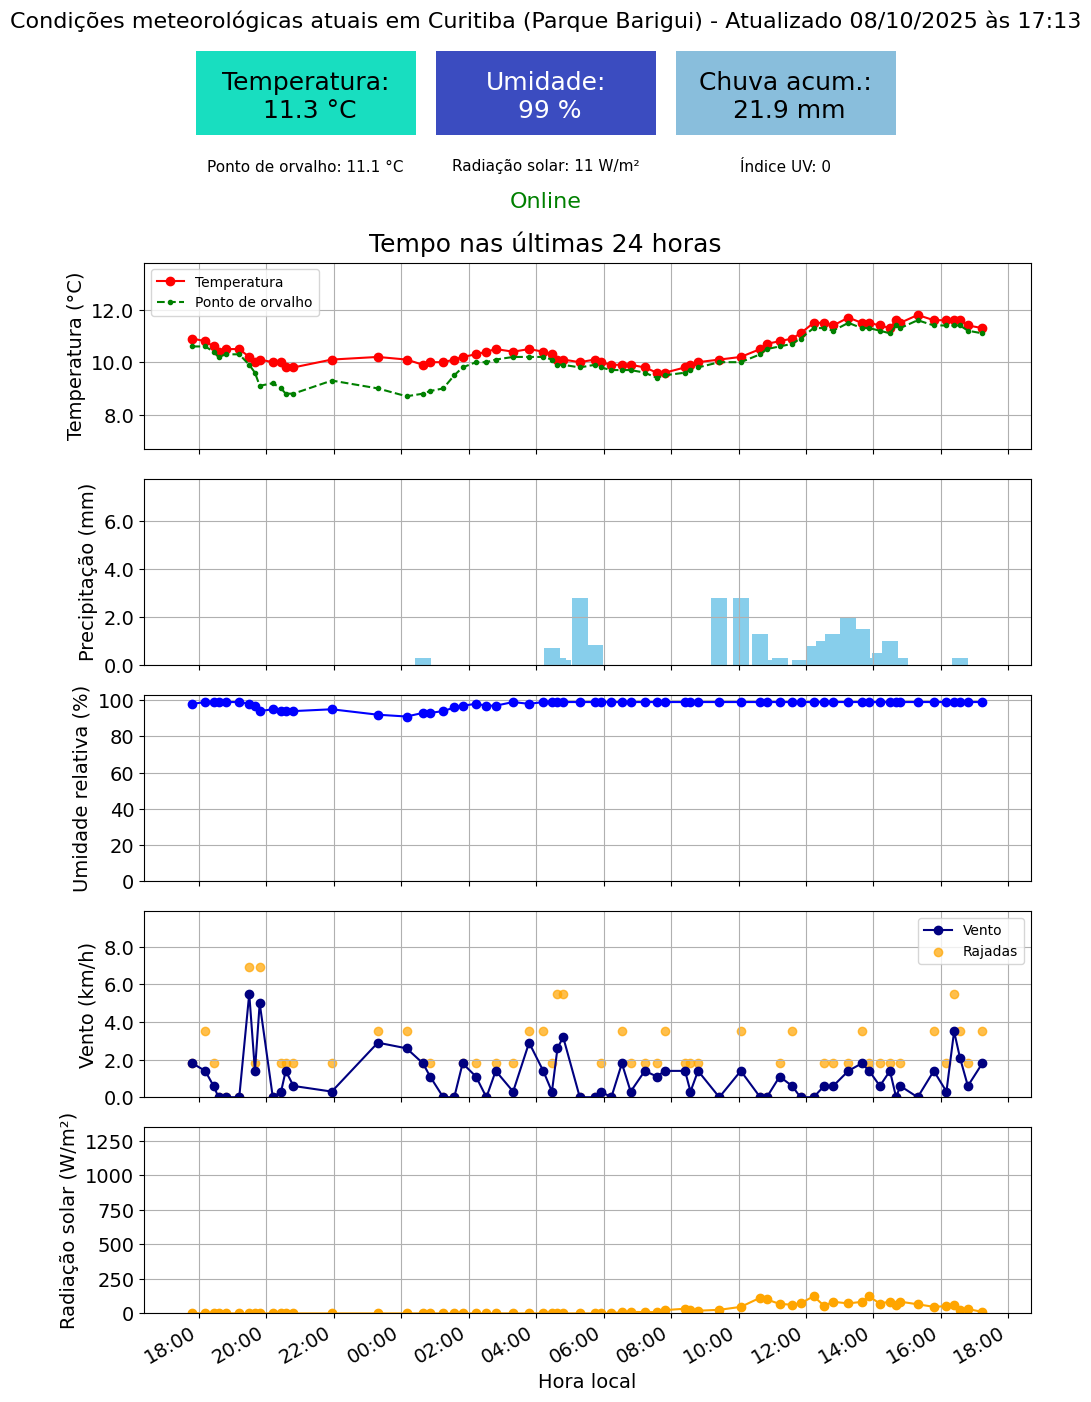 Condições meteorológicas atuais em Curitiba (Parque Barigui) - Atualizado 08/10/2025 às 17:13
Temperatura:
11.3 °C
Umidade:
99 %
Chuva acum.:
21.9 mm
Ponto de orvalho: 11.1 °C
Radiação solar: 11 W/m²
Índice UV: 0
Online
Tempo nas últimas 24 horas
Temperatura (°C)
12.0
10.0
8.0
Temperatura
Ponto de orvalho
Precipitação (mm)
6.0
4.0
2.0
0.0
Umidade relativa (%)
100
80
60
40
20
0
Vento (km/h)
8.0
6.0
4.0
2.0
0.0
Vento
Rajadas
Radiação solar (W/m²)
1250
1000
750
500
250
0
18:00
20:00
22:00
00:00
02:00
04:00
06:00
08:00
10:00
12:00
14:00
16:00
18:00
Hora local